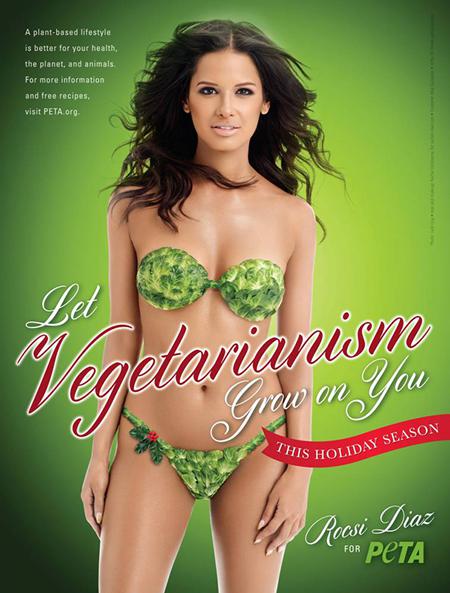 A plant-based lifestyle
is better for your health,
the planet, and animals.
For more information
and free recipes,
visit PETA.org.
Let
Vegetarianism
Grow on You
THIS HOLIDAY SEASON
Rocsi Diaz
FOR PETA